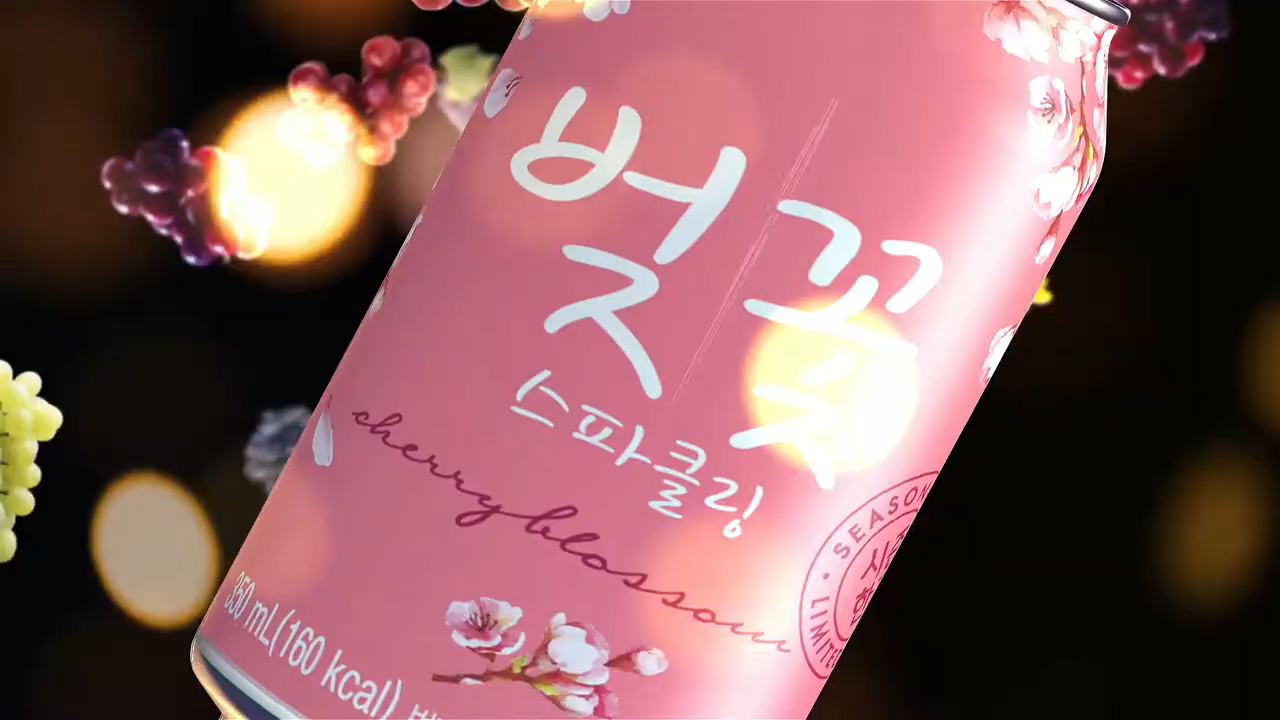 벚꽃
스파클링
cherry blossom
SEASON
LIMITE
350 mL(160 kcal)